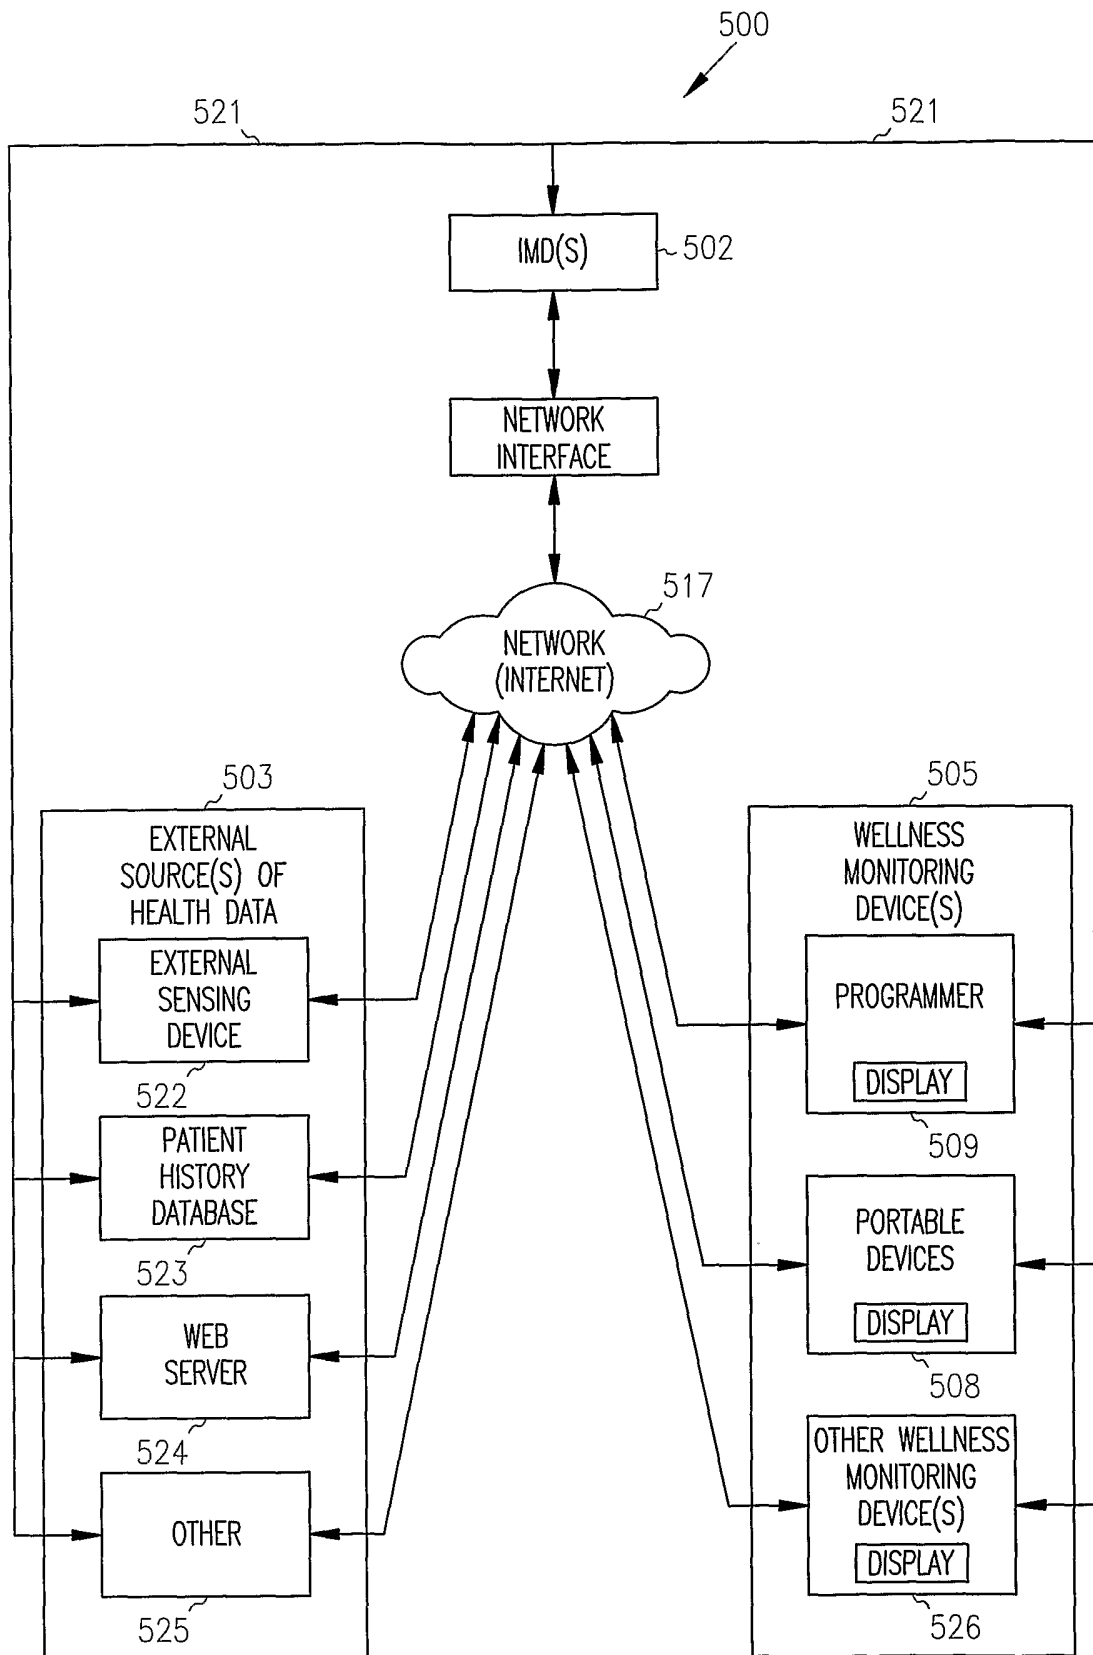 500
521
521
IMD(S)
502
NETWORK
INTERFACE
517
NETWORK
(INTERNET)
503
EXTERNAL
SOURCE(S) OF
HEALTH DATA
EXTERNAL
SENSING
DEVICE
522
PATIENT
HISTORY
DATABASE
523
WEB
SERVER
524
OTHER
525
505
WELLNESS
MONITORING
DEVICE(S)
PROGRAMMER
DISPLAY
509
PORTABLE
DEVICES
DISPLAY
508
OTHER WELLNESS
MONITORING
DEVICE(S)
DISPLAY
526